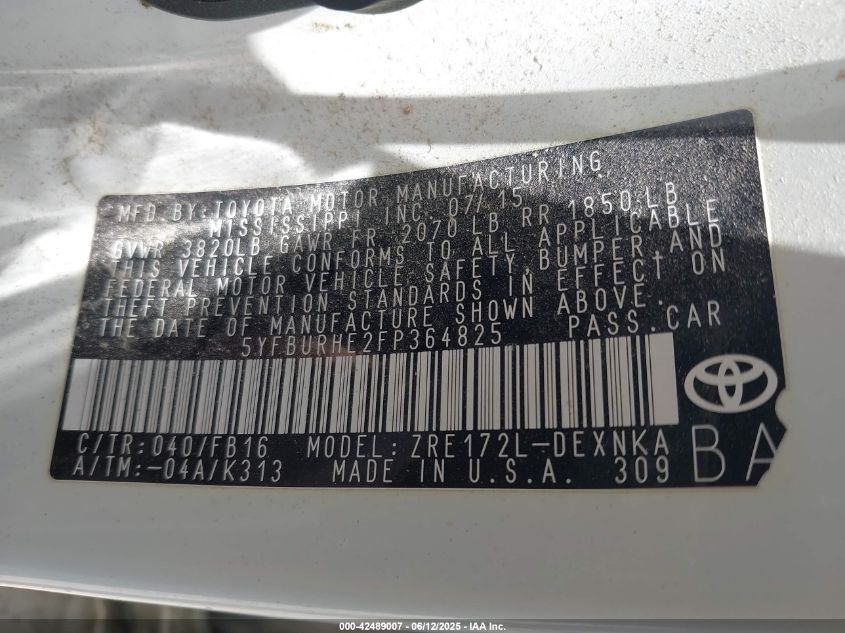 MFD BY:TOYOTA MOTOR MANUFACTURING
MISSISSIPPI INC. 07/15
GVWR 3820LB GAWR FR 2070 LB RR 1850 LB
THIS VEHICLE CONFORMS TO ALL APPLICABLE
FEDERAL MOTOR VEHICLE SAFETY,BUMPER,AND
THEFT PREVENTION STANDARDS IN EFFECT ON
THE DATE OF MANUFACTURE SHOWN ABOVE.
5YFBURHE2FP364825 PASS.CAR
C/TR: 040/FB16 MODEL: ZRE172L-DEXNKA
A/TM:-04A/K313 MADE IN U.S.A. 309
BA
000-42489007 - 06/12/2025 - IAA Inc.